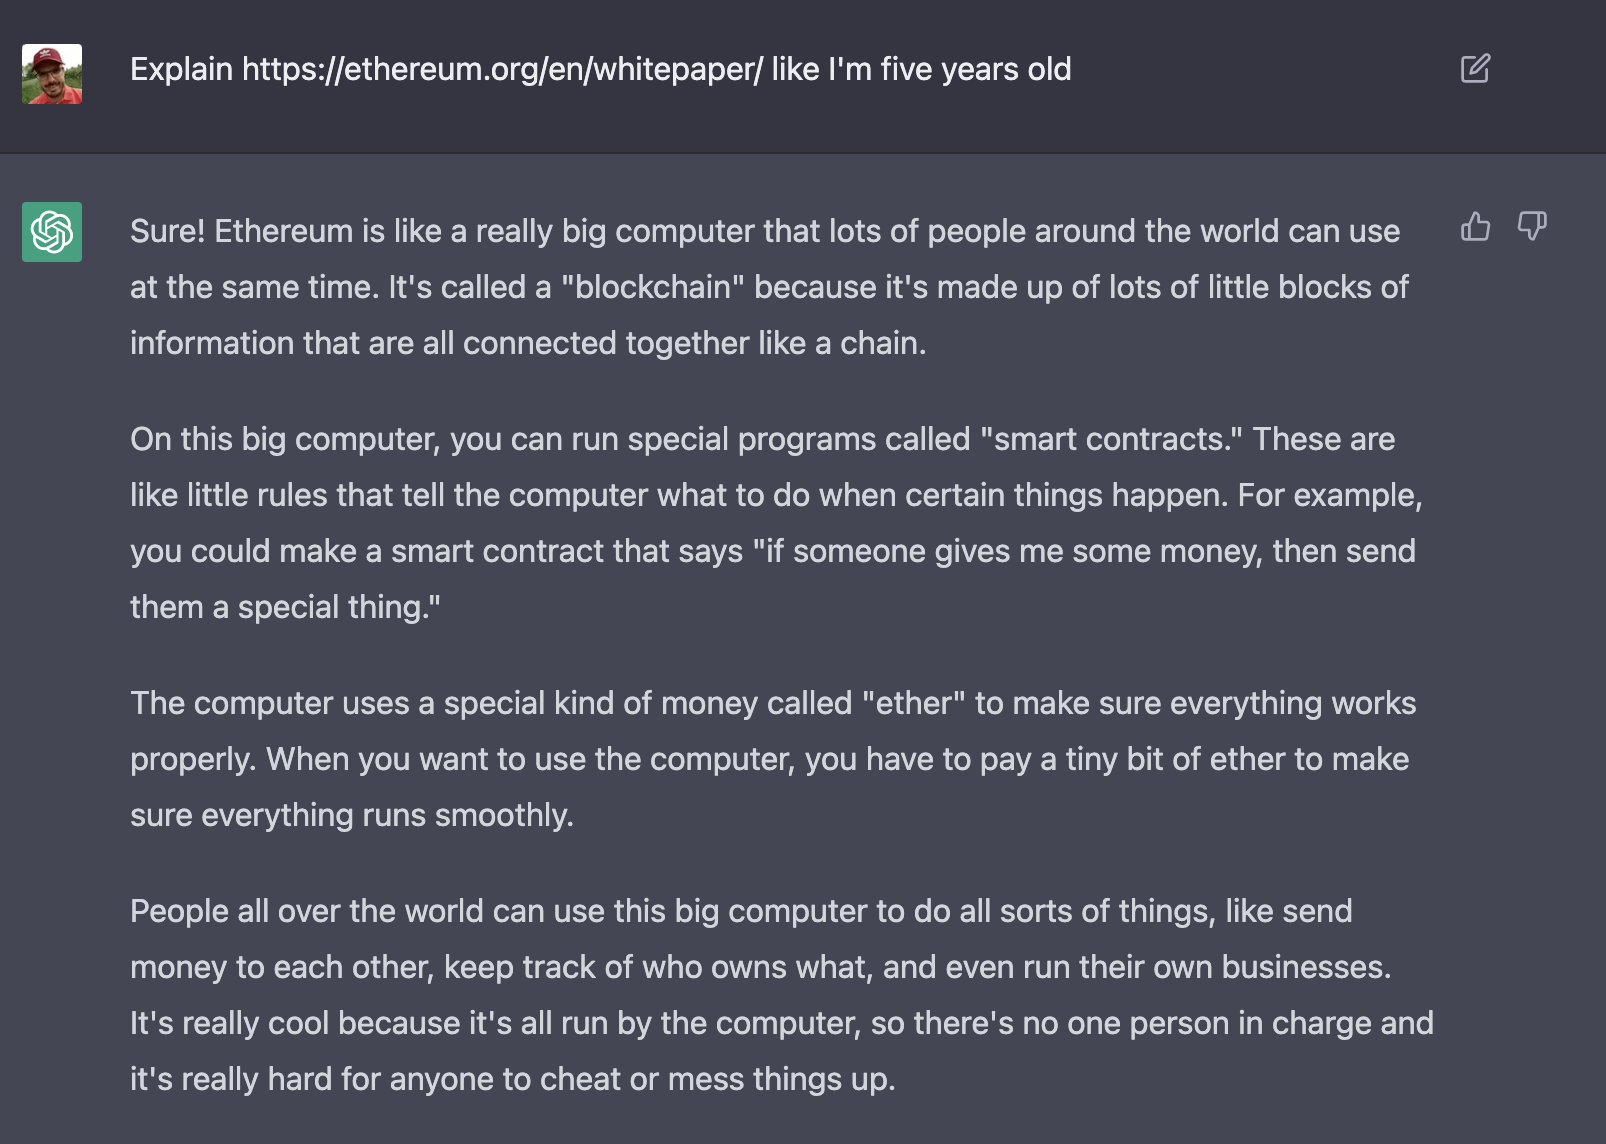 Explain https://ethereum.org/en/whitepaper/ like I'm five years old
Sure! Ethereum is like a really big computer that lots of people around the world can use
at the same time. It's called a "blockchain" because it's made up of lots of little blocks of
information that are all connected together like a chain.
On this big computer, you can run special programs called "smart contracts." These are
like little rules that tell the computer what to do when certain things happen. For example,
you could make a smart contract that says "if someone gives me some money, then send
them a special thing."
The computer uses a special kind of money called "ether" to make sure everything works
properly. When you want to use the computer, you have to pay a tiny bit of ether to make
sure everything runs smoothly.
People all over the world can use this big computer to do all sorts of things, like send
money to each other, keep track of who owns what, and even run their own businesses.
It's really cool because it's all run by the computer, so there's no one person in charge and
it's really hard for anyone to cheat or mess things up.